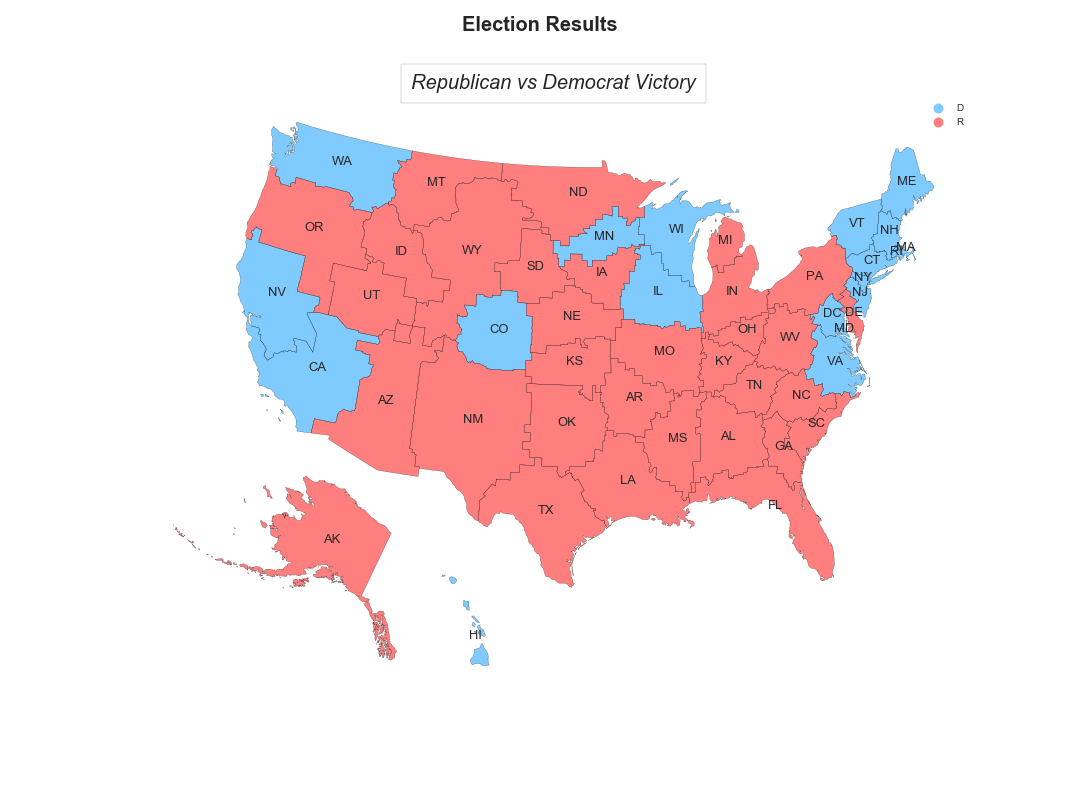 Election Results
Republican vs Democrat Victory
D
R
WA
MT
ND
ME
OR
ID
WY
MN
WI
MI
VT
NH
MA
RI
CT
NV
UT
SD
IA
IL
IN
PA
NY
NJ
CO
NE
OH
WV
DC
DE
MD
CA
KS
MO
KY
VA
AZ
NM
OK
AR
TN
NC
SC
MS
AL
GA
LA
TX
FL
AK
HI